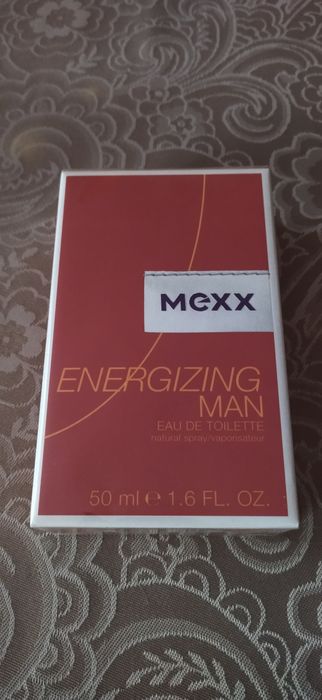 mexx
ENERGIZING
MAN
EAU DE TOILETTE
natural spray/vaporisateur
50 ml e 1.6 FL. OZ.